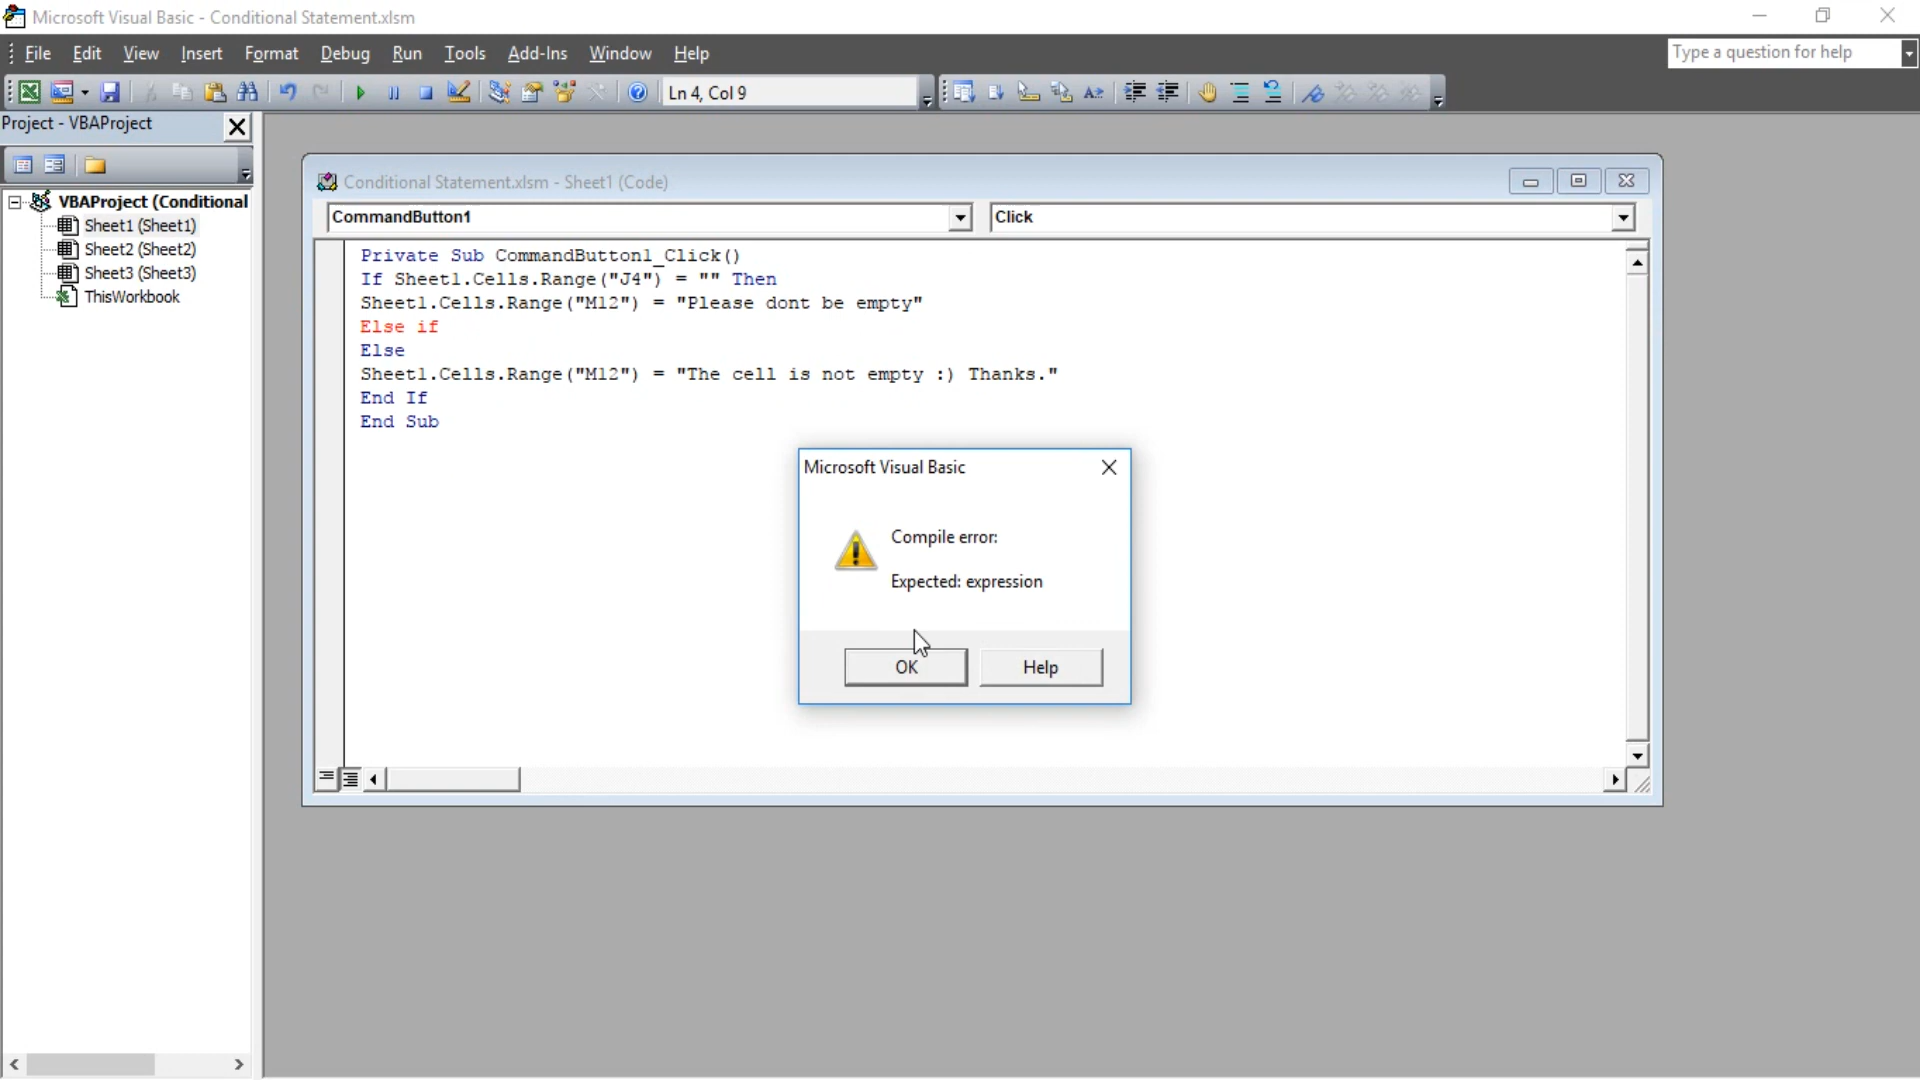 Microsoft Visual Basic - Conditional Statement.xlsm
File Edit View Insert Format Debug Run Tools Add-Ins Window Help
Type a question for help
Ln 4, Col 9
Project - VBAProject
VBAProject (Conditional
Sheet1 (Sheet1)
Sheet2 (Sheet2)
Sheet3 (Sheet3)
ThisWorkbook
Conditional Statement.xlsm - Sheet1 (Code)
CommandButton1
Click
Private Sub CommandButton1_Click()
If Sheet1.Cells.Range("J4") = "" Then
Sheet1.Cells.Range("M12") = "Please dont be empty"
Else if
Else
Sheet1.Cells.Range("M12") = "The cell is not empty :) Thanks."
End If
End Sub
Microsoft Visual Basic
Compile error:
Expected: expression
OK
Help